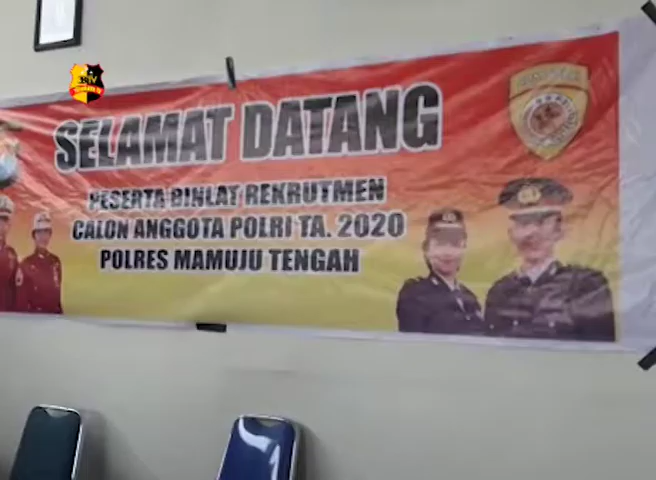 SELAMAT DATANG
PESERTA BINLAT REKRUTMEN
CALON ANGGOTA POLRI TA. 2020
POLRES MAMUJU TENGAH